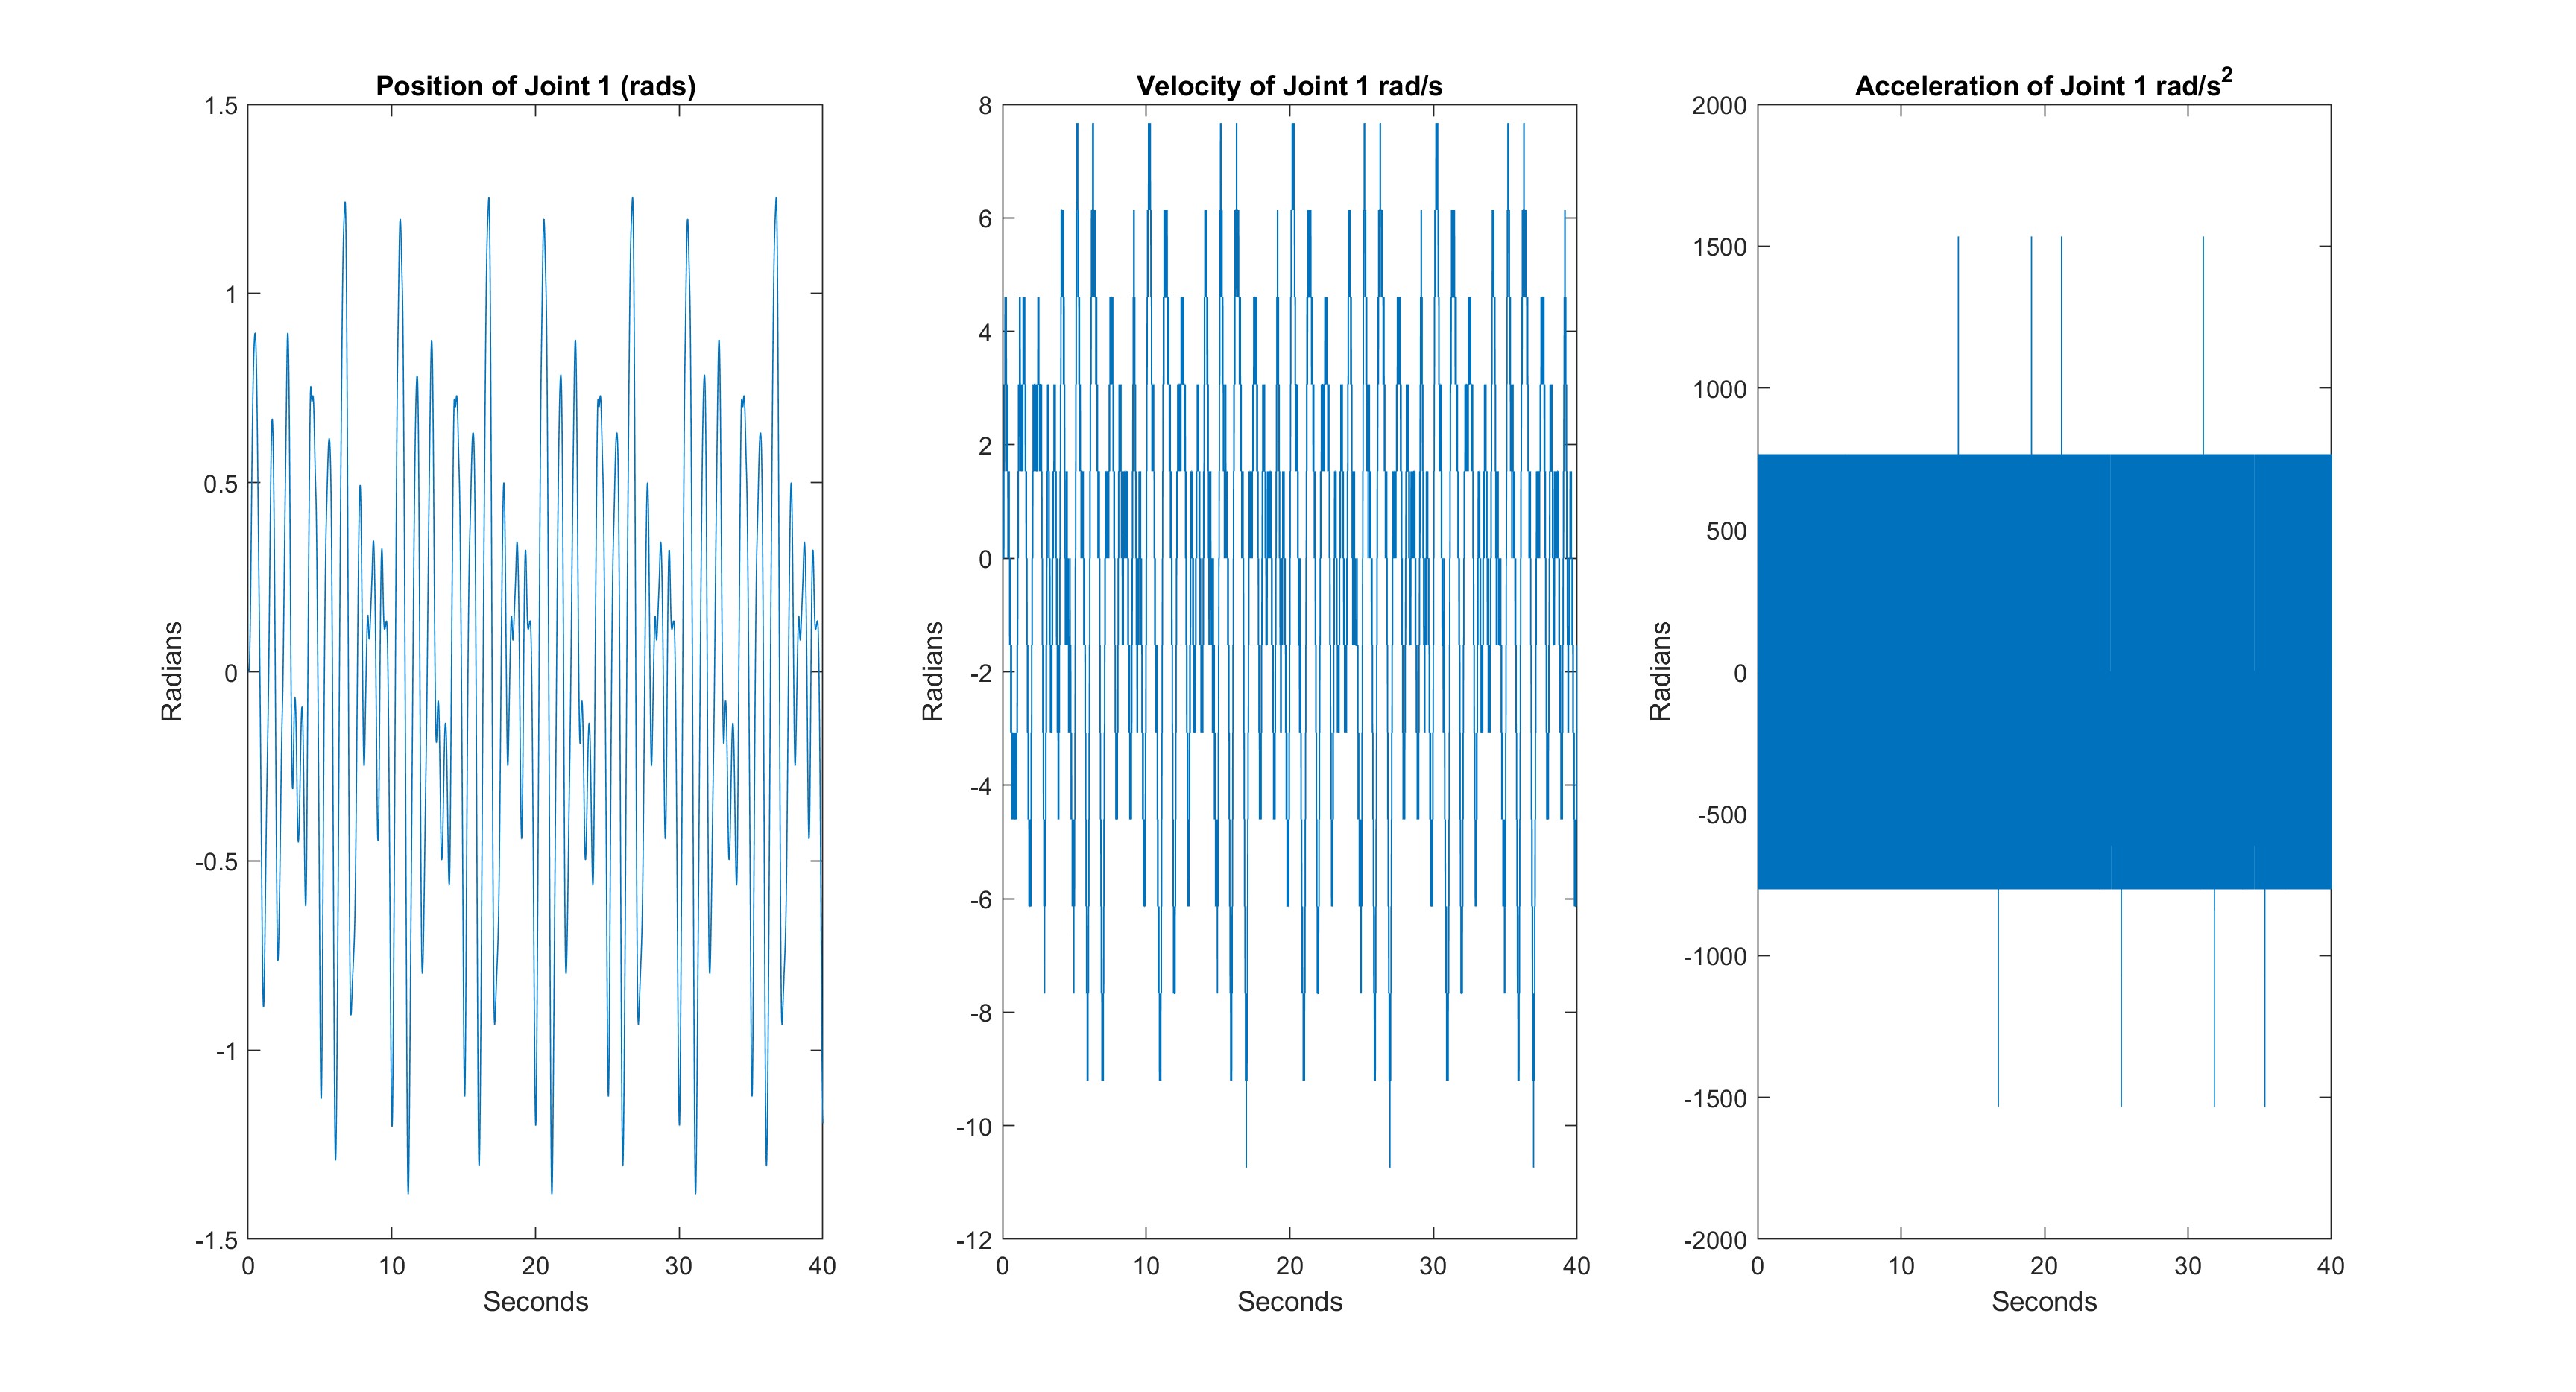 Position of Joint 1 (rads)
1.5
1
0.5
0
-0.5
-1
-1.5
Radians
0 10 20 30 40
Seconds
Velocity of Joint 1 rad/s
8
6
4
2
0
-2
-4
-6
-8
-10
-12
Radians
0 10 20 30 40
Seconds
Acceleration of Joint 1 rad/s²
2000
1500
1000
500
0
-500
-1000
-1500
-2000
Radians
0 10 20 30 40
Seconds